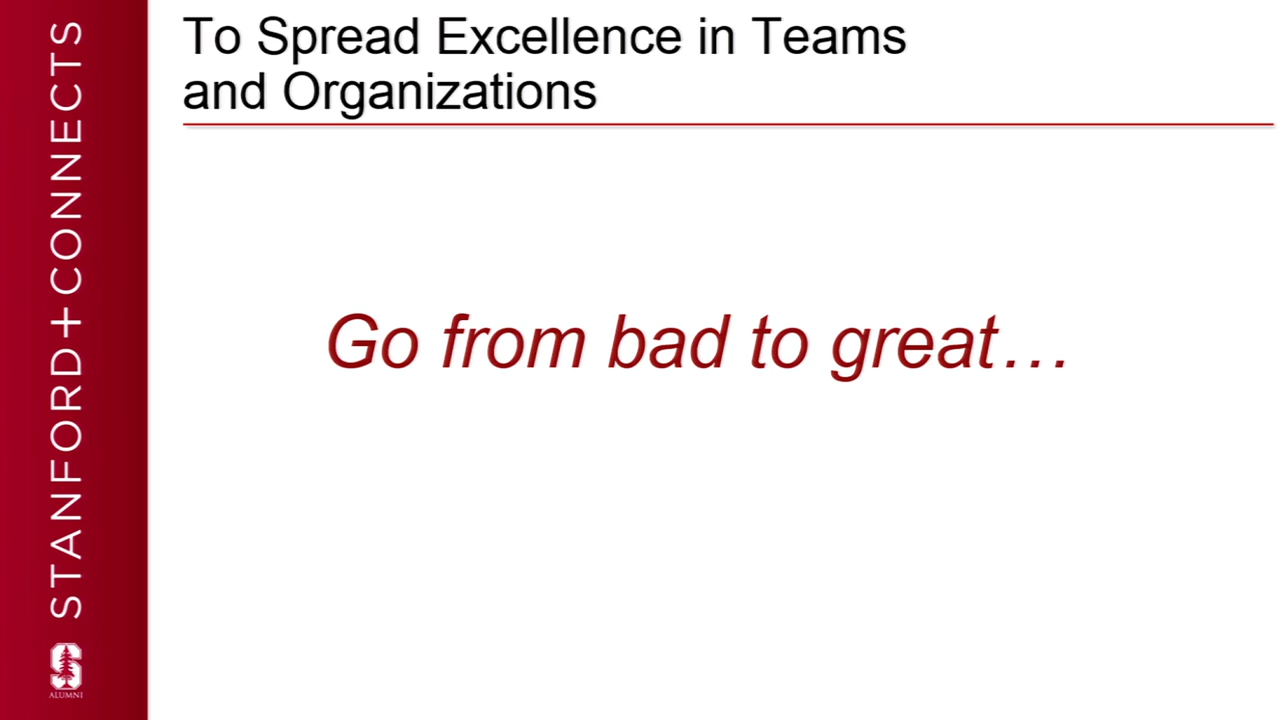 To Spread Excellence in Teams
and Organizations
Go from bad to great…
STANFORD+CONNECTS
S
ALUMNI